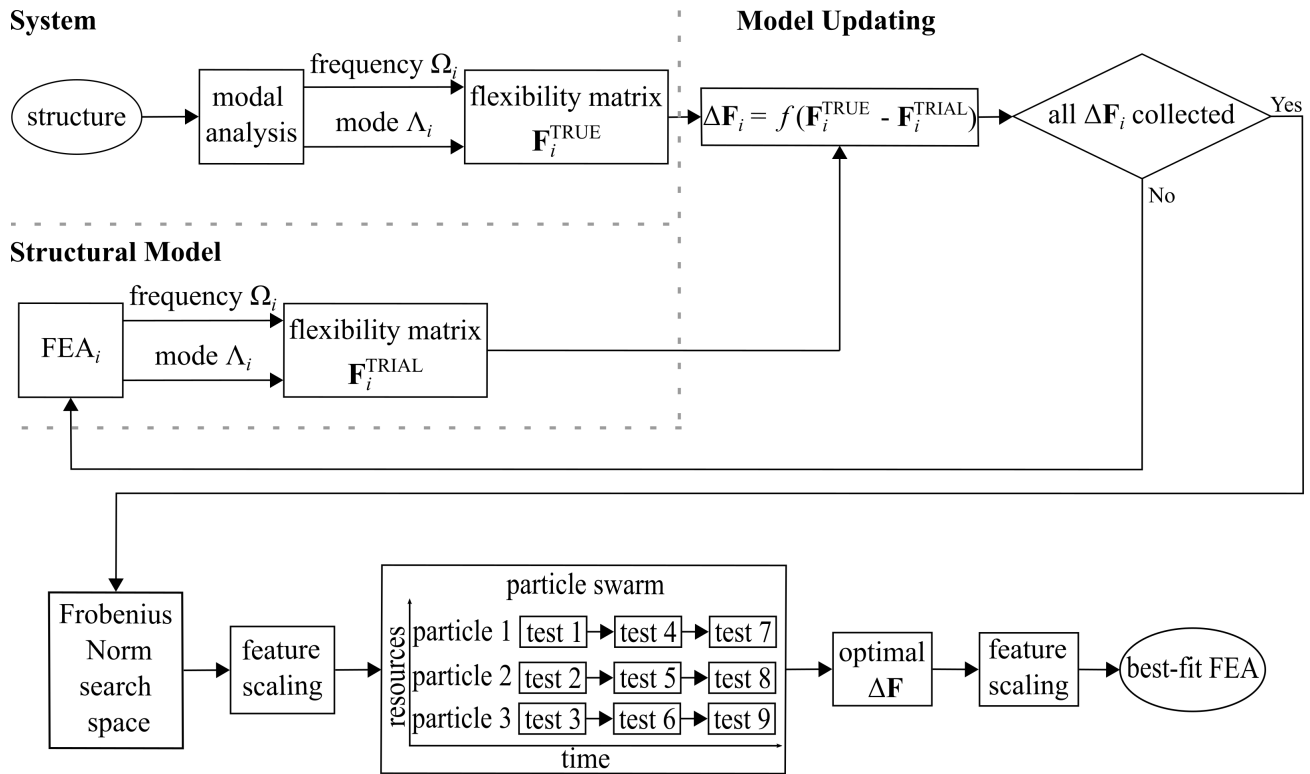 System
structure
modal
analysis
frequency Ωᵢ
mode Λᵢ
flexibility matrix
𝐅ᵢᵀᴿᵁᴱ
Model Updating
Δ𝐅ᵢ = f(𝐅ᵢᵀᴿᵁᴱ - 𝐅ᵢᵀᴿᴵᴬᴸ)
all Δ𝐅ᵢ collected
Yes
No
Structural Model
FEAᵢ
frequency Ωᵢ
mode Λᵢ
flexibility matrix
𝐅ᵢᵀᴿᴵᴬᴸ
Frobenius
Norm
search
space
feature
scaling
particle swarm
resources
particle 1 test 1 test 4 test 7
particle 2 test 2 test 5 test 8
particle 3 test 3 test 6 test 9
time
optimal
Δ𝐅
feature
scaling
best-fit FEA